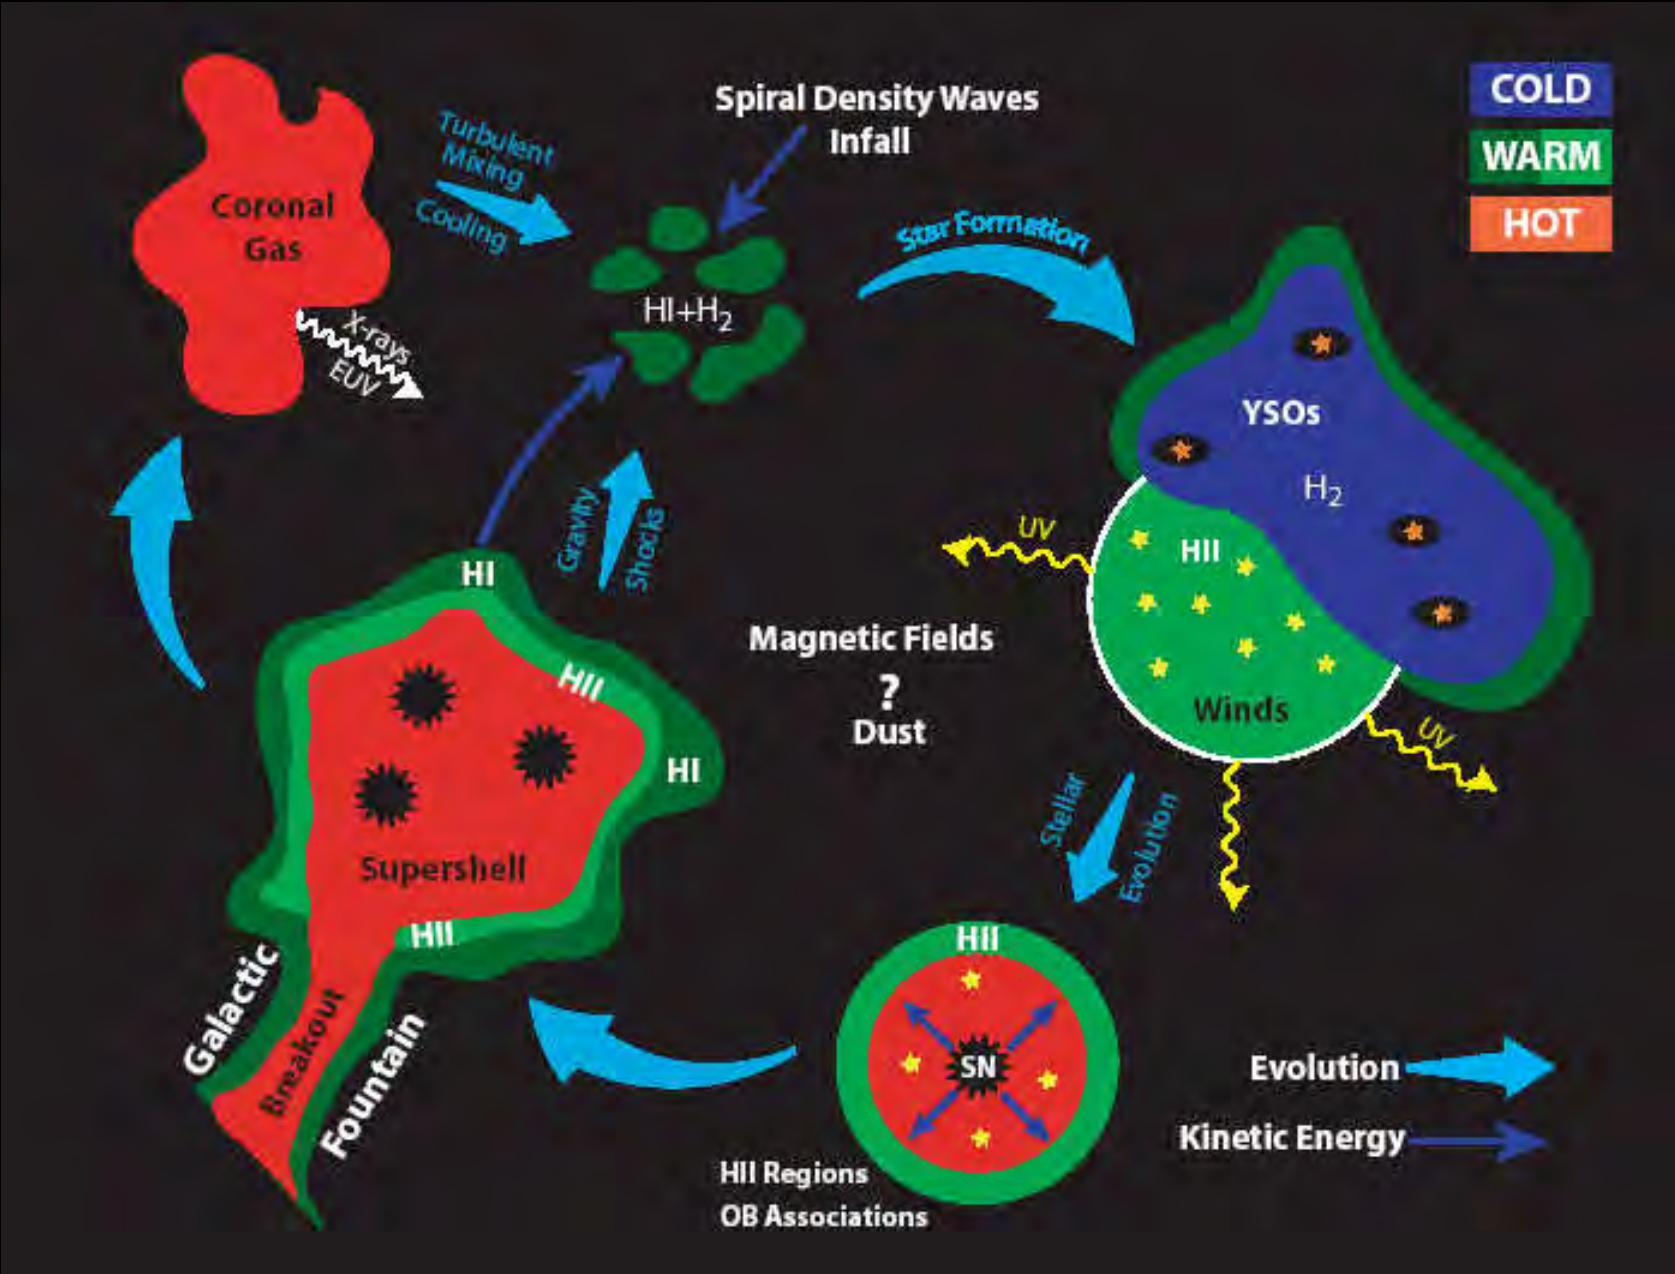 Spiral Density Waves
Infall
COLD
WARM
HOT
Coronal
Gas
Turbulent
Mixing
Cooling
X-rays
EUV
HI+H₂
Star Formation
YSOs
H₂
HII
Winds
UV
UV
Gravity
Shocks
HI
HII
HI
Supershell
HII
Galactic
Breakout
Fountain
Magnetic Fields
?
Dust
Stellar
Evolution
HII
SN
HII Regions
OB Associations
Evolution
Kinetic Energy